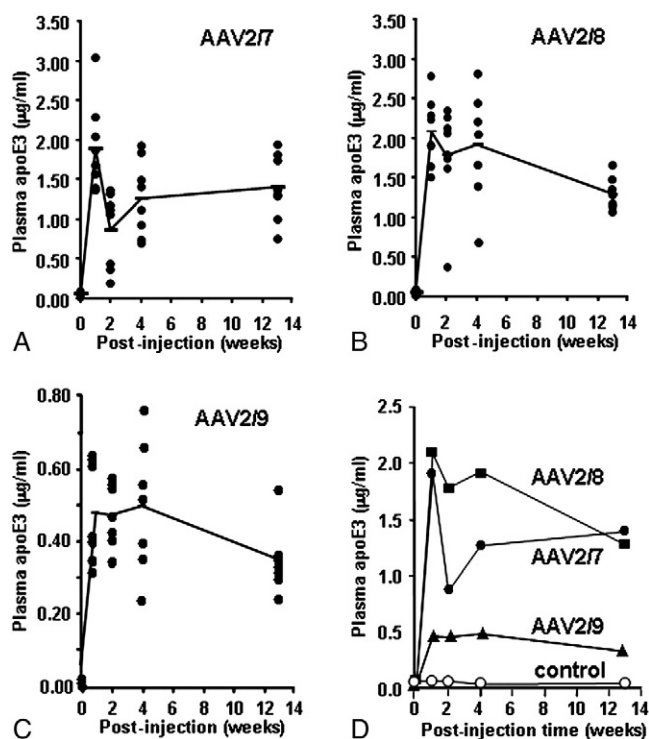 AAV2/7
Plasma apoE3 (µg/ml)
3.50
3.00
2.50
2.00
1.50
1.00
0.50
0.00
0 2 4 6 8 10 12 14
A
Post-injection (weeks)
AAV2/8
Plasma apoE3 (µg/ml)
3.50
3.00
2.50
2.00
1.50
1.00
0.50
0.00
0 2 4 6 8 10 12 14
B
Post-injection (weeks)
AAV2/9
Plasma apoE3 (µg/ml)
0.80
0.60
0.40
0.20
0.00
0 2 4 6 8 10 12 14
C
Post-injection (weeks)
Plasma apoE3 (µg/ml)
2.5
2.0
1.5
1.0
0.5
0.0
AAV2/8
AAV2/7
AAV2/9
control
0 2 4 6 8 10 12 14
D
Post-injection time (weeks)